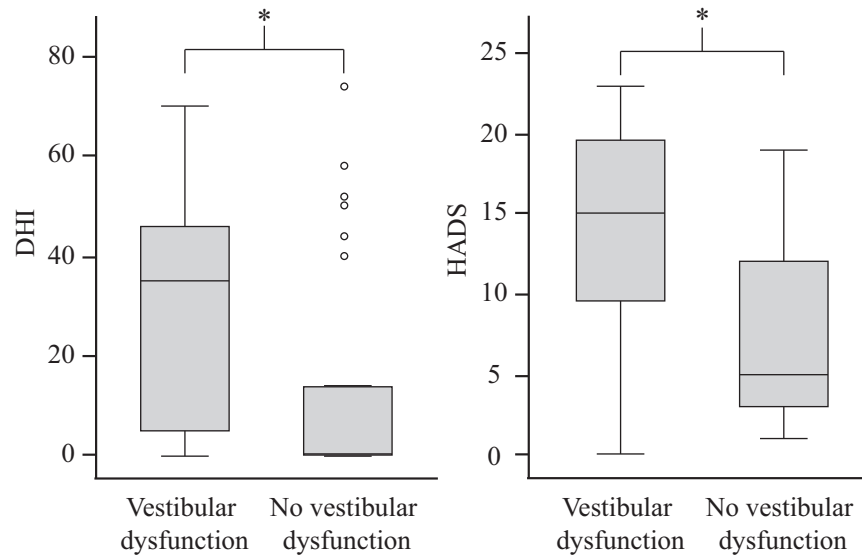 *
80
60
40
20
0
DHI
Vestibular
dysfunction
No vestibular
dysfunction
*
25
20
15
10
5
0
HADS
Vestibular
dysfunction
No vestibular
dysfunction